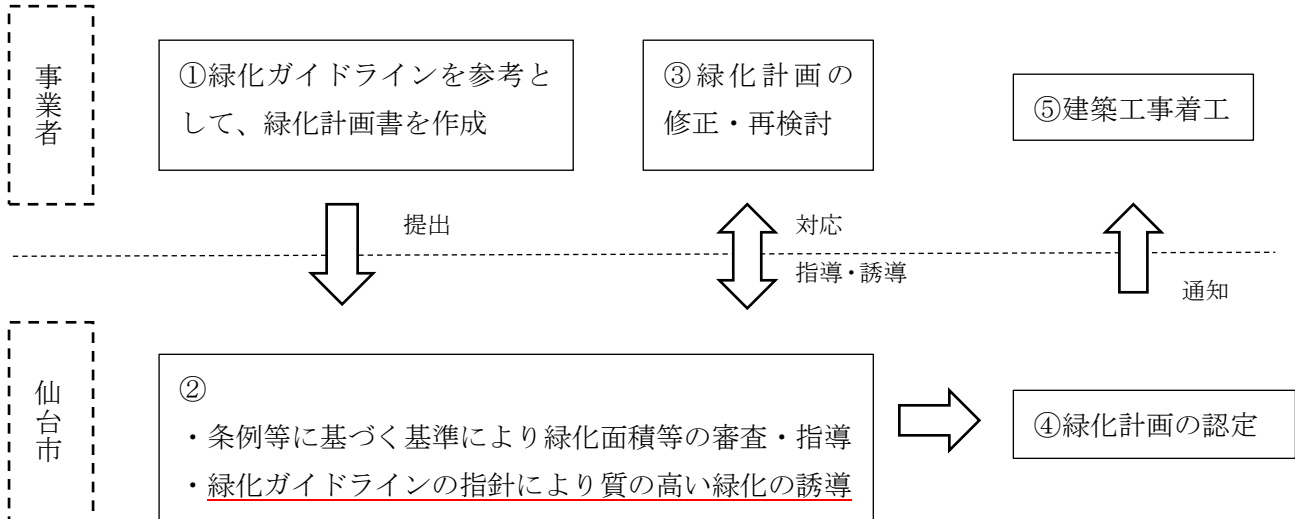 事業者
①緑化ガイドラインを参考と
して、緑化計画書を作成
③緑化計画の
修正・再検討
⑤建築工事着工
提出
対応
指導・誘導
通知
仙台市
②
・条例等に基づく基準により緑化面積等の審査・指導
・緑化ガイドラインの指針により質の高い緑化の誘導
④緑化計画の認定